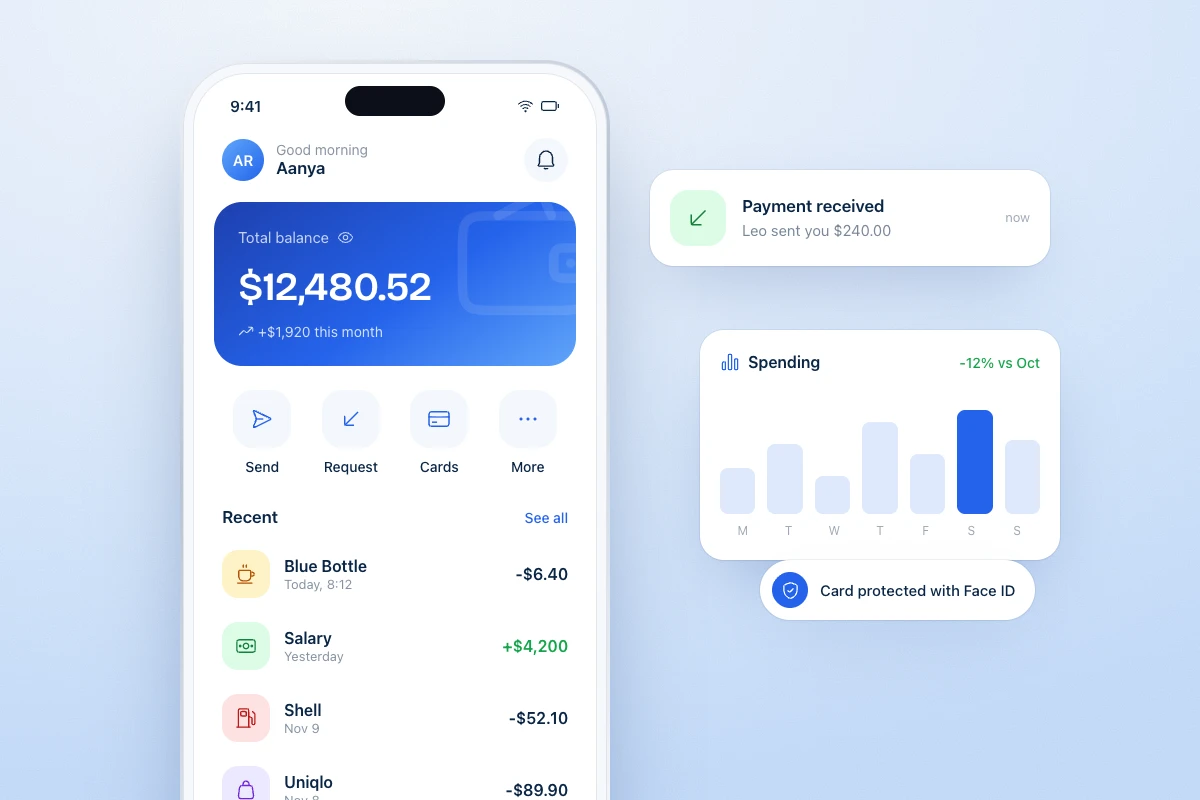 9:41
AR
Good morning
Aanya
Total balance
$12,480.52
+$1,920 this month
Send
Request
Cards
More
Recent
See all
Blue Bottle
Today, 8:12
-$6.40
Salary
Yesterday
+$4,200
Shell
Nov 9
-$52.10
Uniqlo
Nov 8
-$89.90
Payment received
Leo sent you $240.00
now
Spending
-12% vs Oct
M T W T F S S
Card protected with Face ID